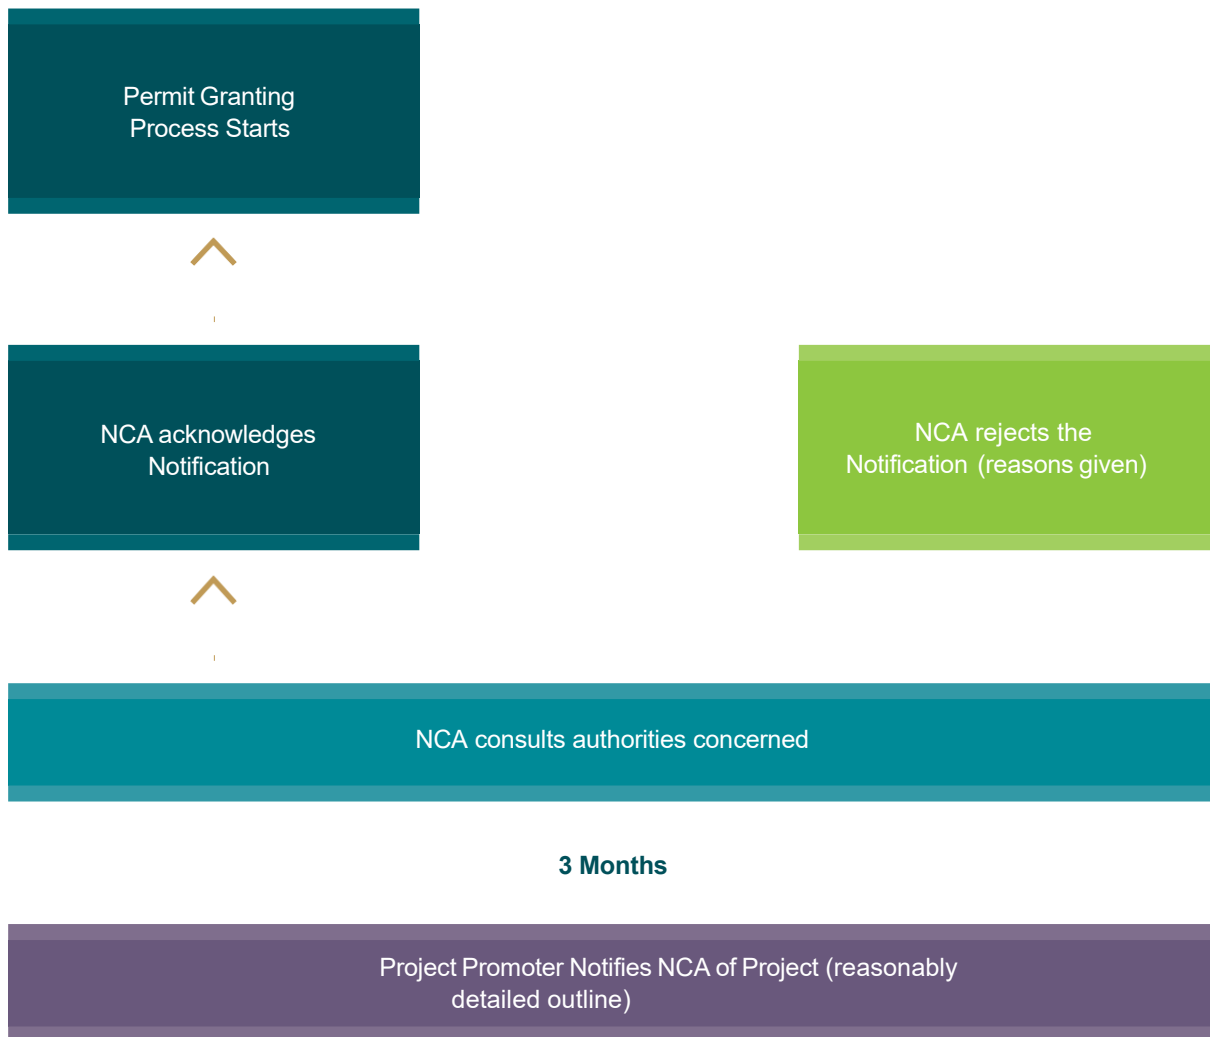 Permit Granting
Process Starts
NCA acknowledges
Notification
NCA rejects the
Notification (reasons given)
NCA consults authorities concerned
3 Months
Project Promoter Notifies NCA of Project (reasonably
detailed outline)